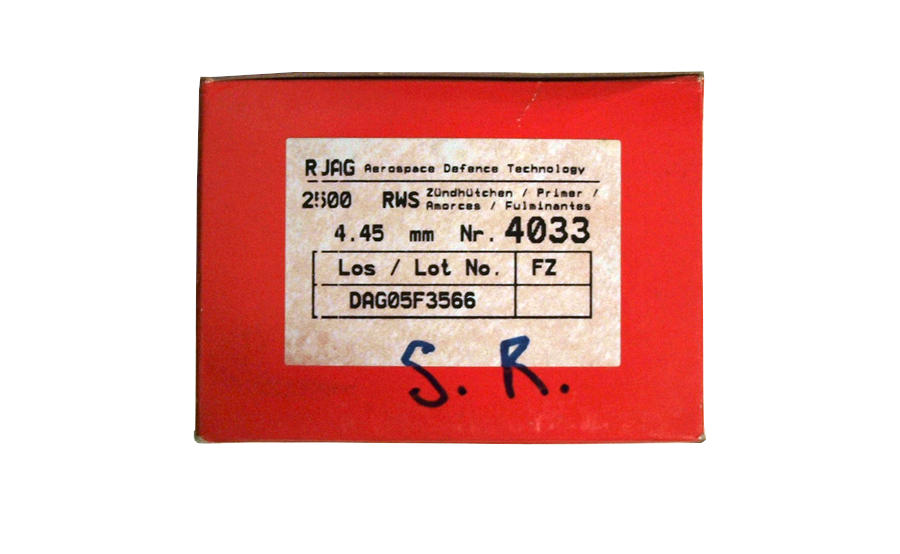 RUAG Aerospace Defence Technology
2500 RWS Zündhütchen / Primer /
Amorces / Fulminantes
4.45 mm Nr. 4033
Los / Lot No. FZ
DAG05F3566
S. R.